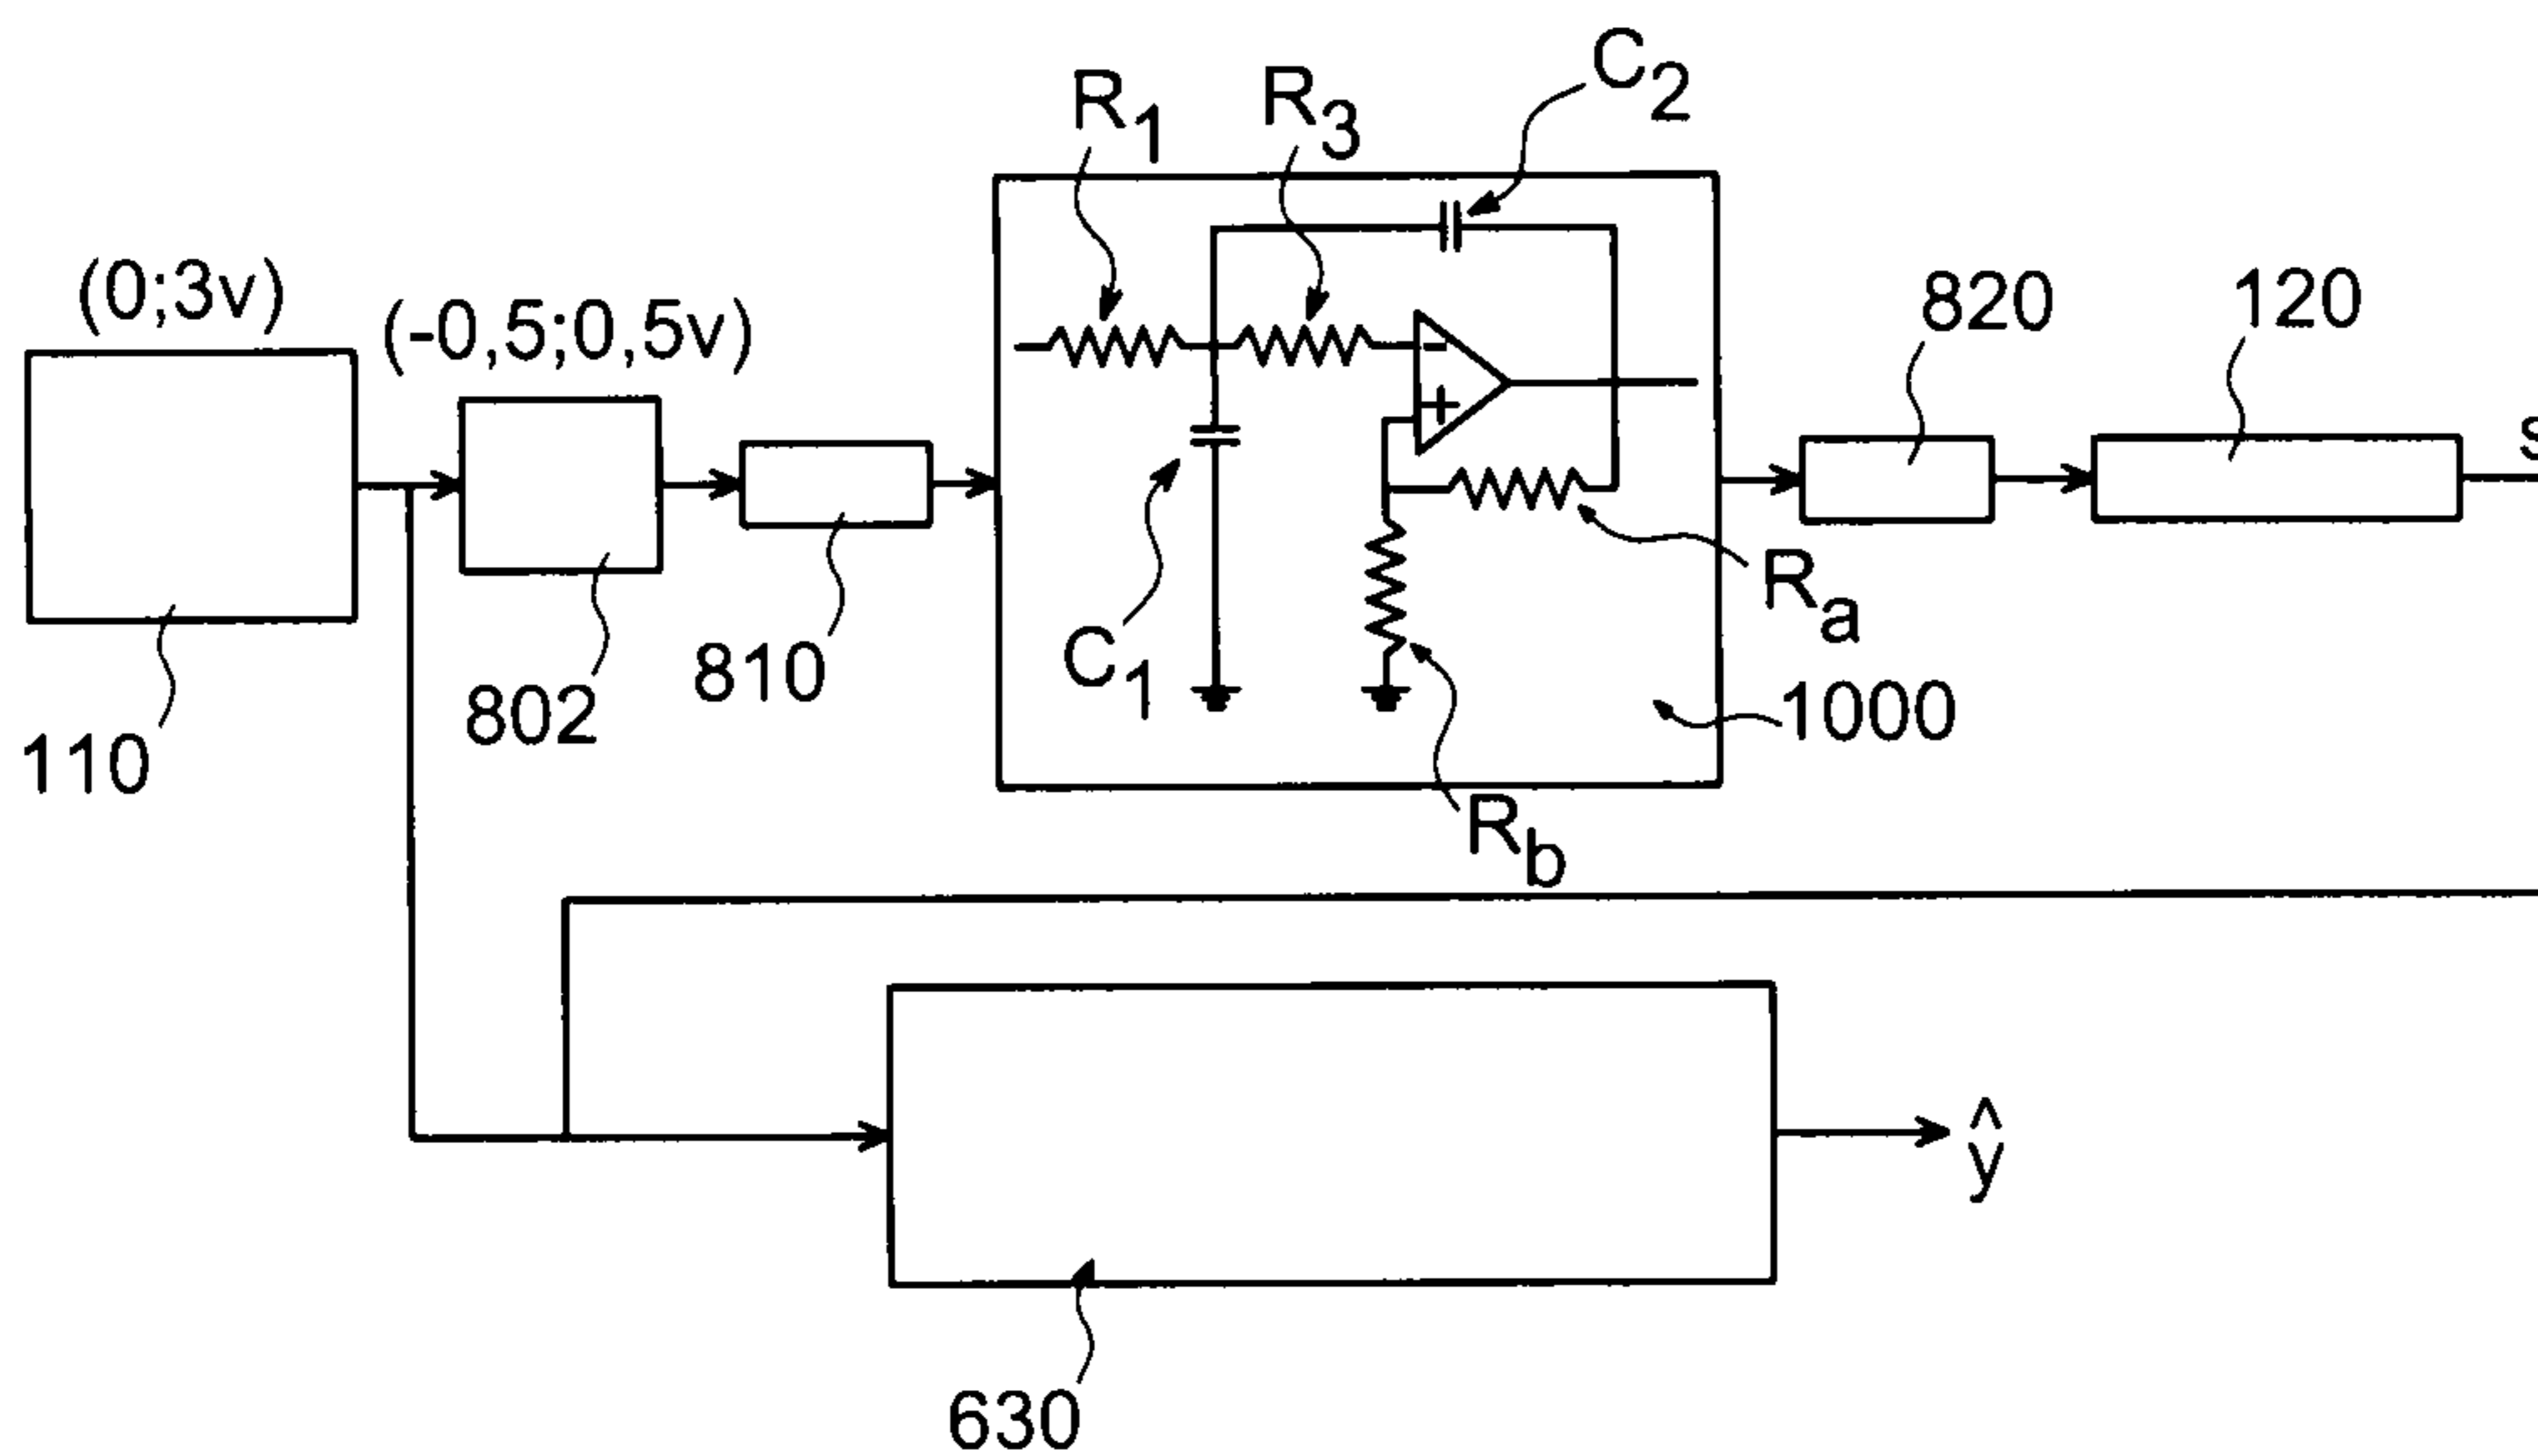 C2
R1
R3
(0;3v)
(-0,5;0,5v)
820
120
s
-
+
110
802
810
C1
Ra
1000
Rb
ŷ
630